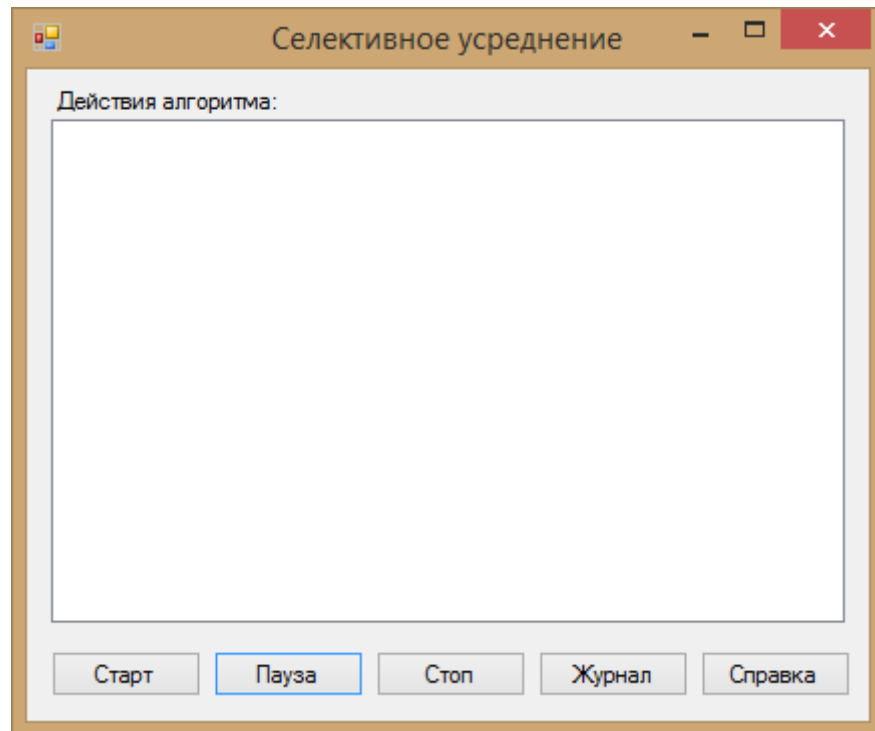 Селективное усреднение
Действия алгоритма:
Старт Пауза Стоп Журнал Справка